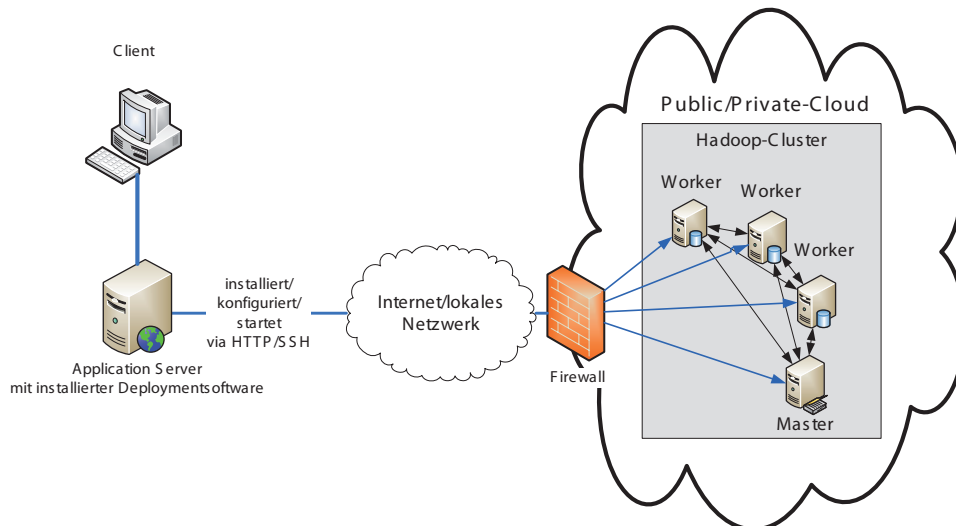 Client
installiert/
konfiguriert/
startet
via HTTP/SSH
Application Server
mit installierter Deploymentsoftware
Internet/lokales
Netzwerk
Firewall
Public/Private-Cloud
Hadoop-Cluster
Worker
Worker
Worker
Master